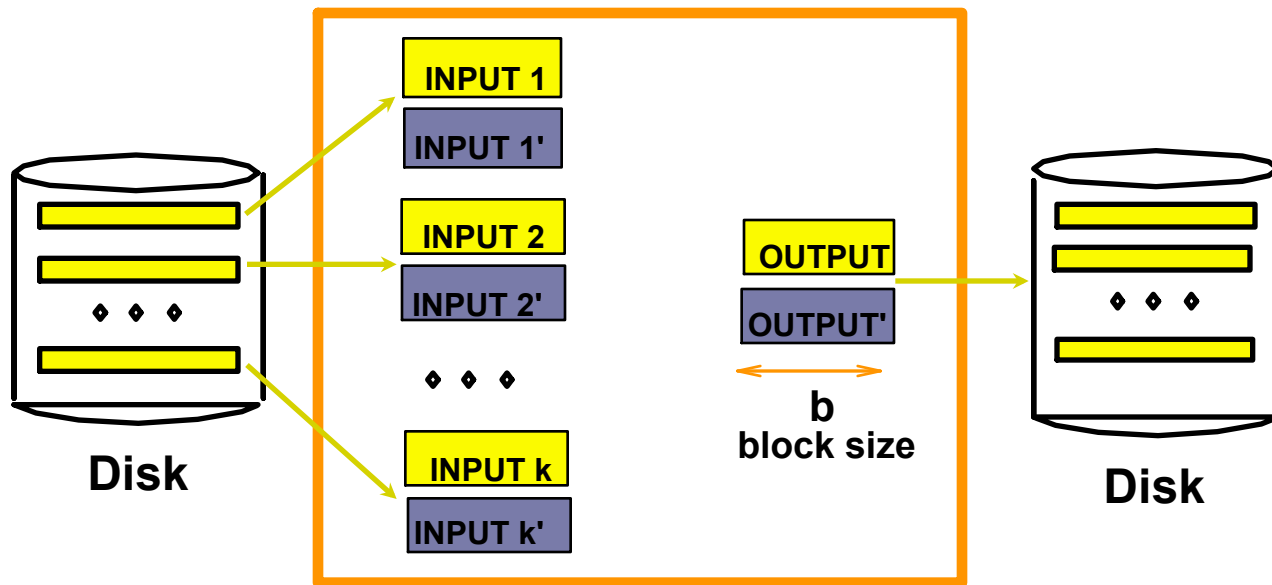 INPUT 1
INPUT 1'
INPUT 2
INPUT 2'
INPUT k
INPUT k'
OUTPUT
OUTPUT'
b
block size
Disk
Disk